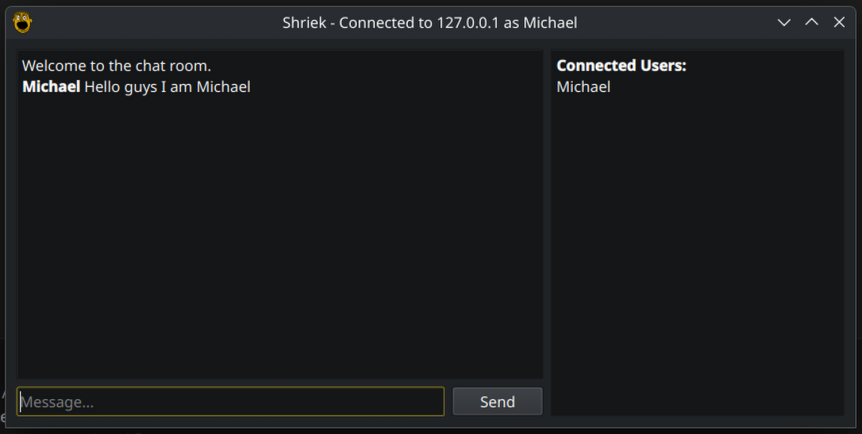 Shriek - Connected to 127.0.0.1 as Michael
Welcome to the chat room.
Michael Hello guys I am Michael
Connected Users:
Michael
Message...
Send